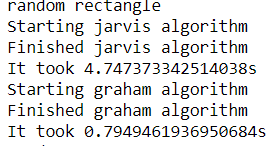 random rectangle
Starting jarvis algorithm
Finished jarvis algorithm
It took 4.747373342514038s
Starting graham algorithm
Finished graham algorithm
It took 0.7949461936950684s